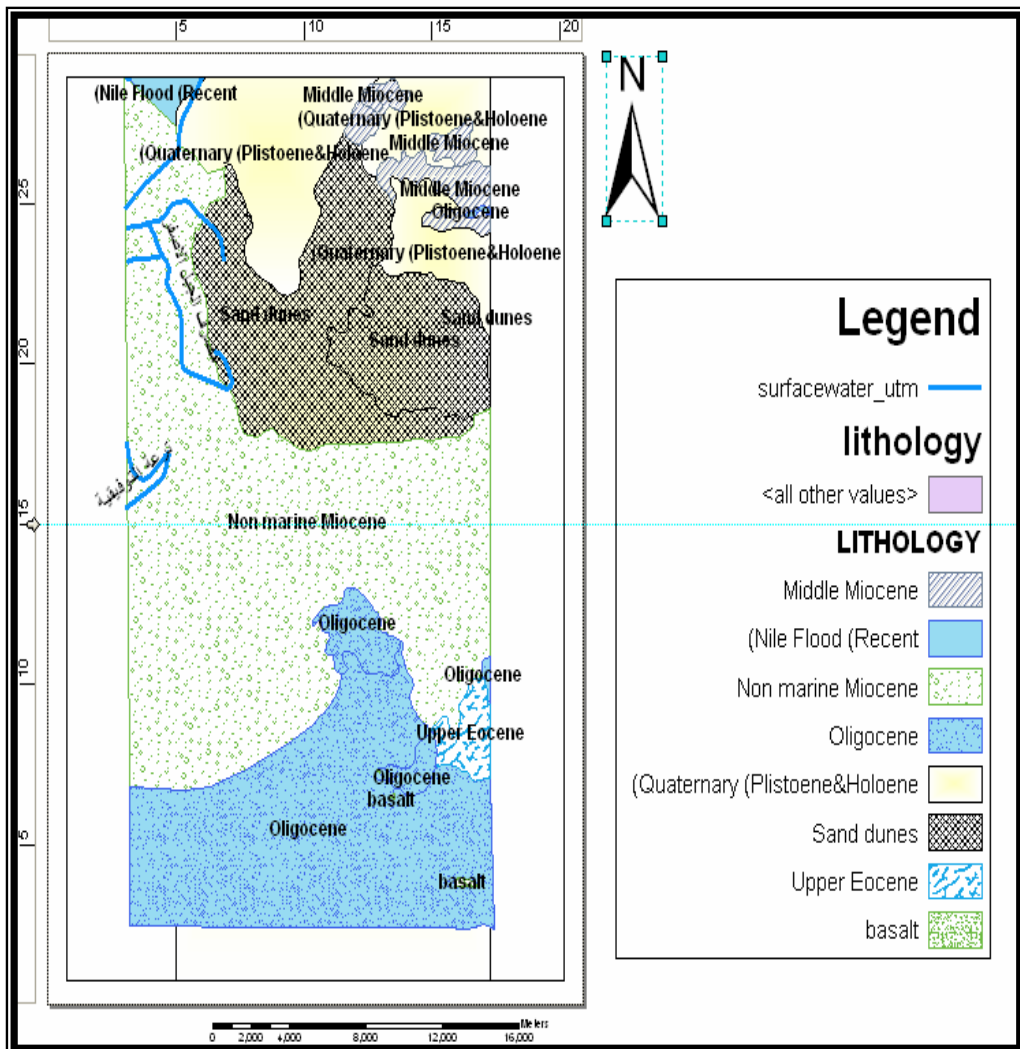 5 10 15 20
25
20
15
10
5
(Nile Flood (Recent
Middle Miocene
(Quaternary (Plistoene&Holoene
Middle Miocene
(Quaternary (Plistoene&Holoene
Middle Miocene
Oligocene
(Quaternary (Plistoene&Holoene
Sand dunes
Sand dunes
Sand dunes
Non marine Miocene
Oligocene
Oligocene
Upper Eocene
Oligocene
basalt
Oligocene
basalt
Meters
0 2,000 4,000 8,000 12,000 16,000
N
Legend
surfacewater_utm
lithology
<all other values>
LITHOLOGY
Middle Miocene
(Nile Flood (Recent
Non marine Miocene
Oligocene
(Quaternary (Plistoene&Holoene
Sand dunes
Upper Eocene
basalt